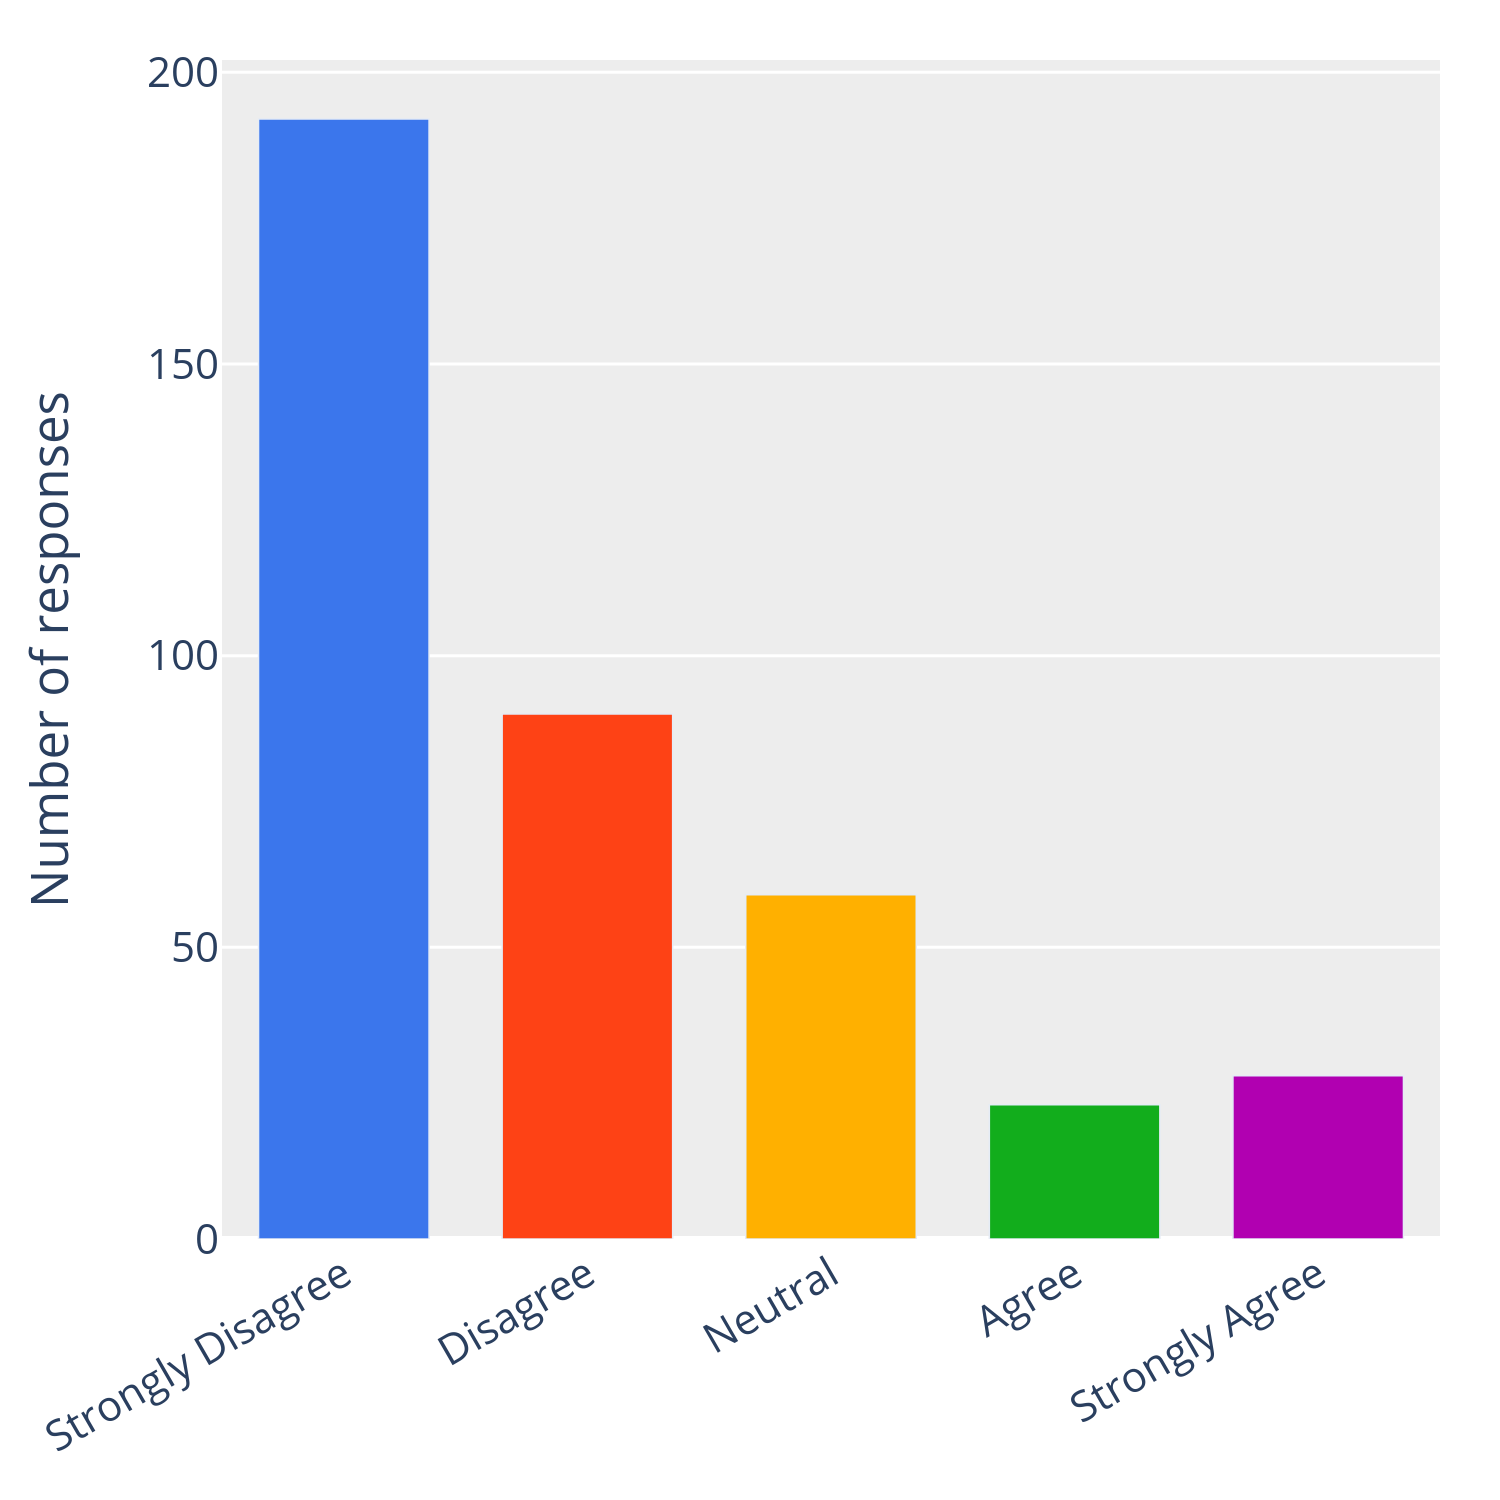 Number of responses
200
150
100
50
0
Strongly Disagree
Disagree
Neutral
Agree
Strongly Agree